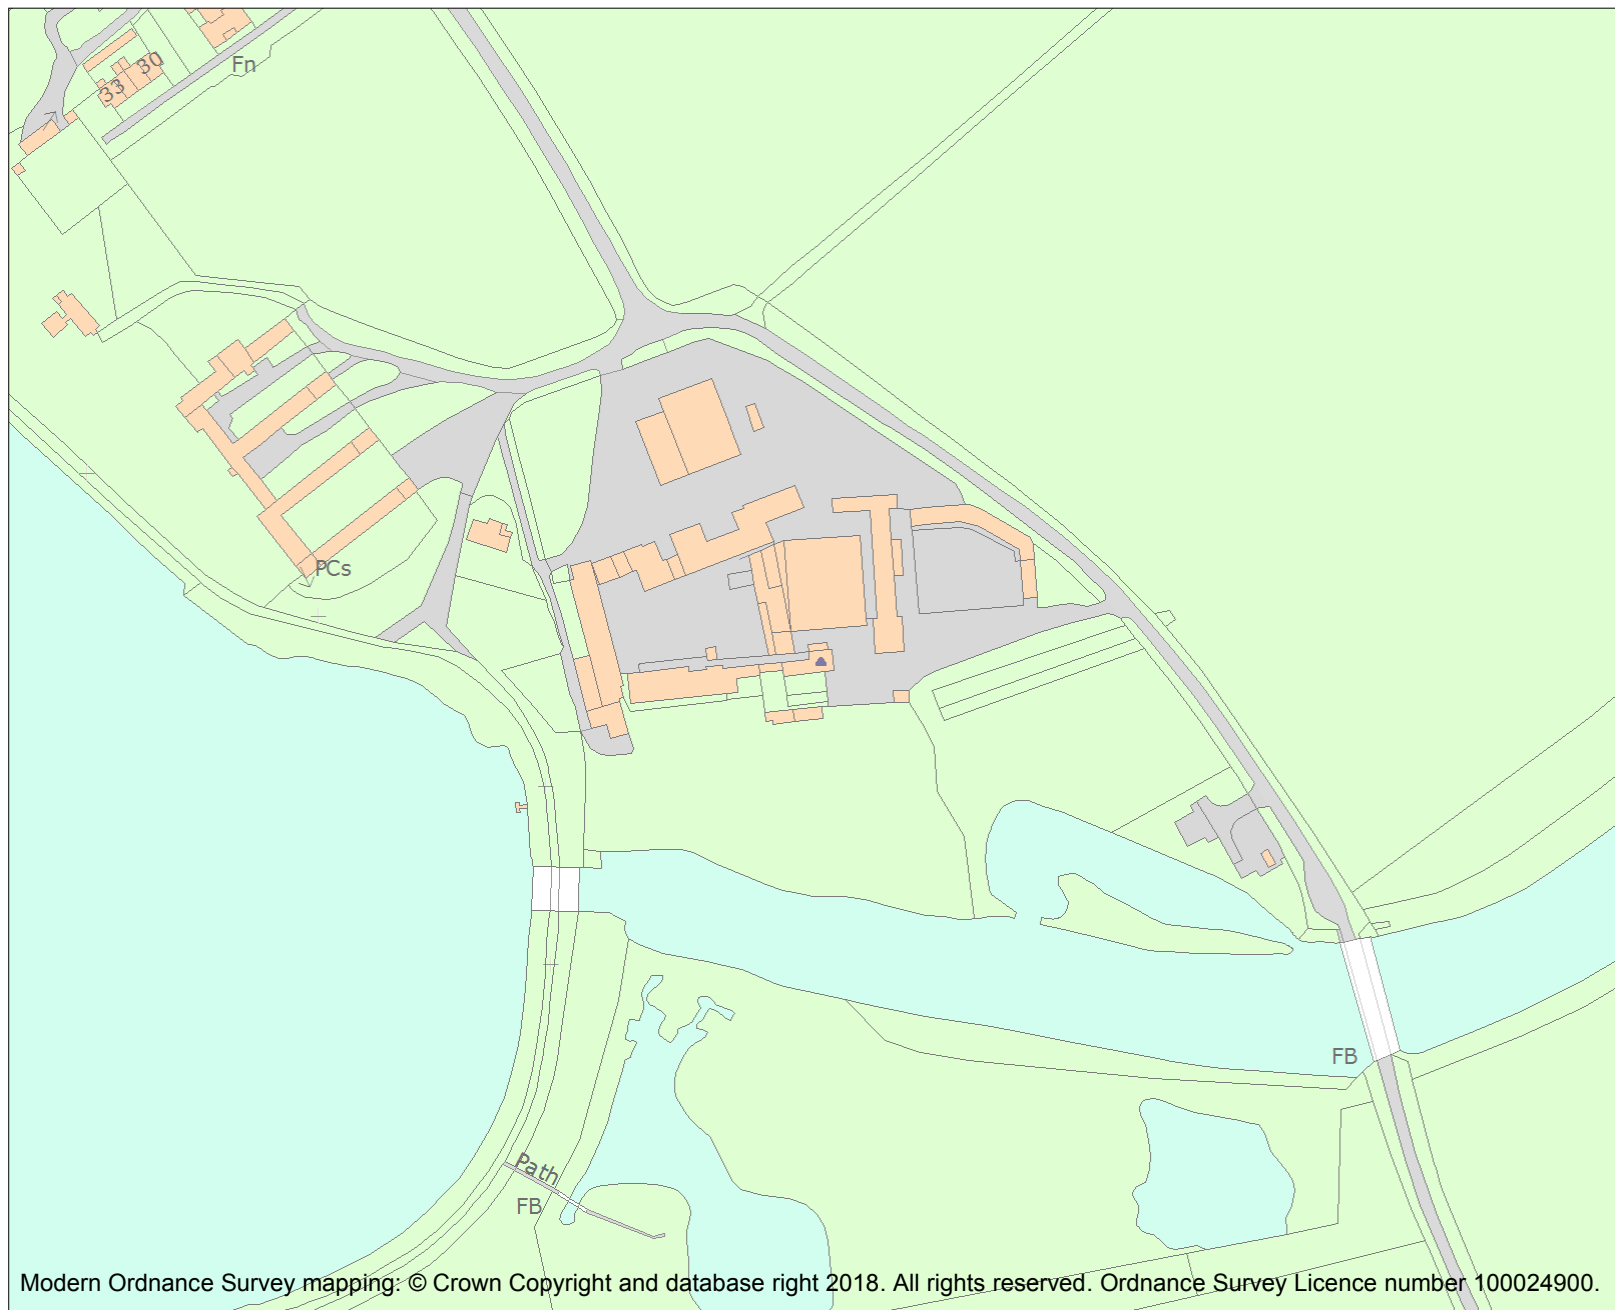 30
33
Fn
PCs
FB
Path
FB
Modern Ordnance Survey mapping: © Crown Copyright and database right 2018. All rights reserved. Ordnance Survey Licence number 100024900.